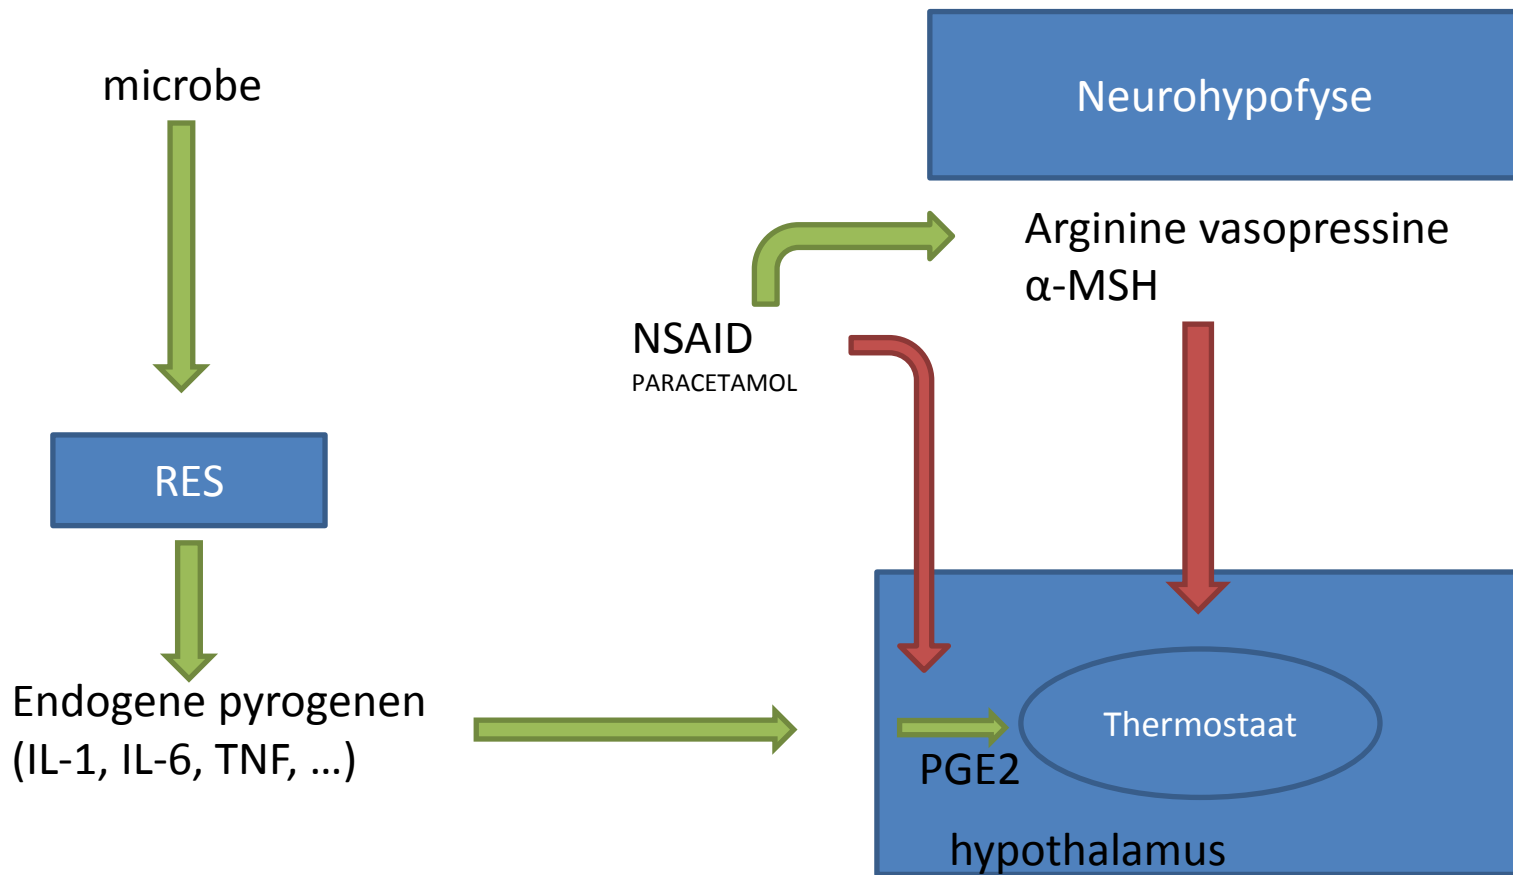 microbe
Neurohypofyse
Arginine vasopressine
α-MSH
NSAID
PARACETAMOL
RES
Endogene pyrogenen
(IL-1, IL-6, TNF, ...)
Thermostaat
PGE2
hypothalamus